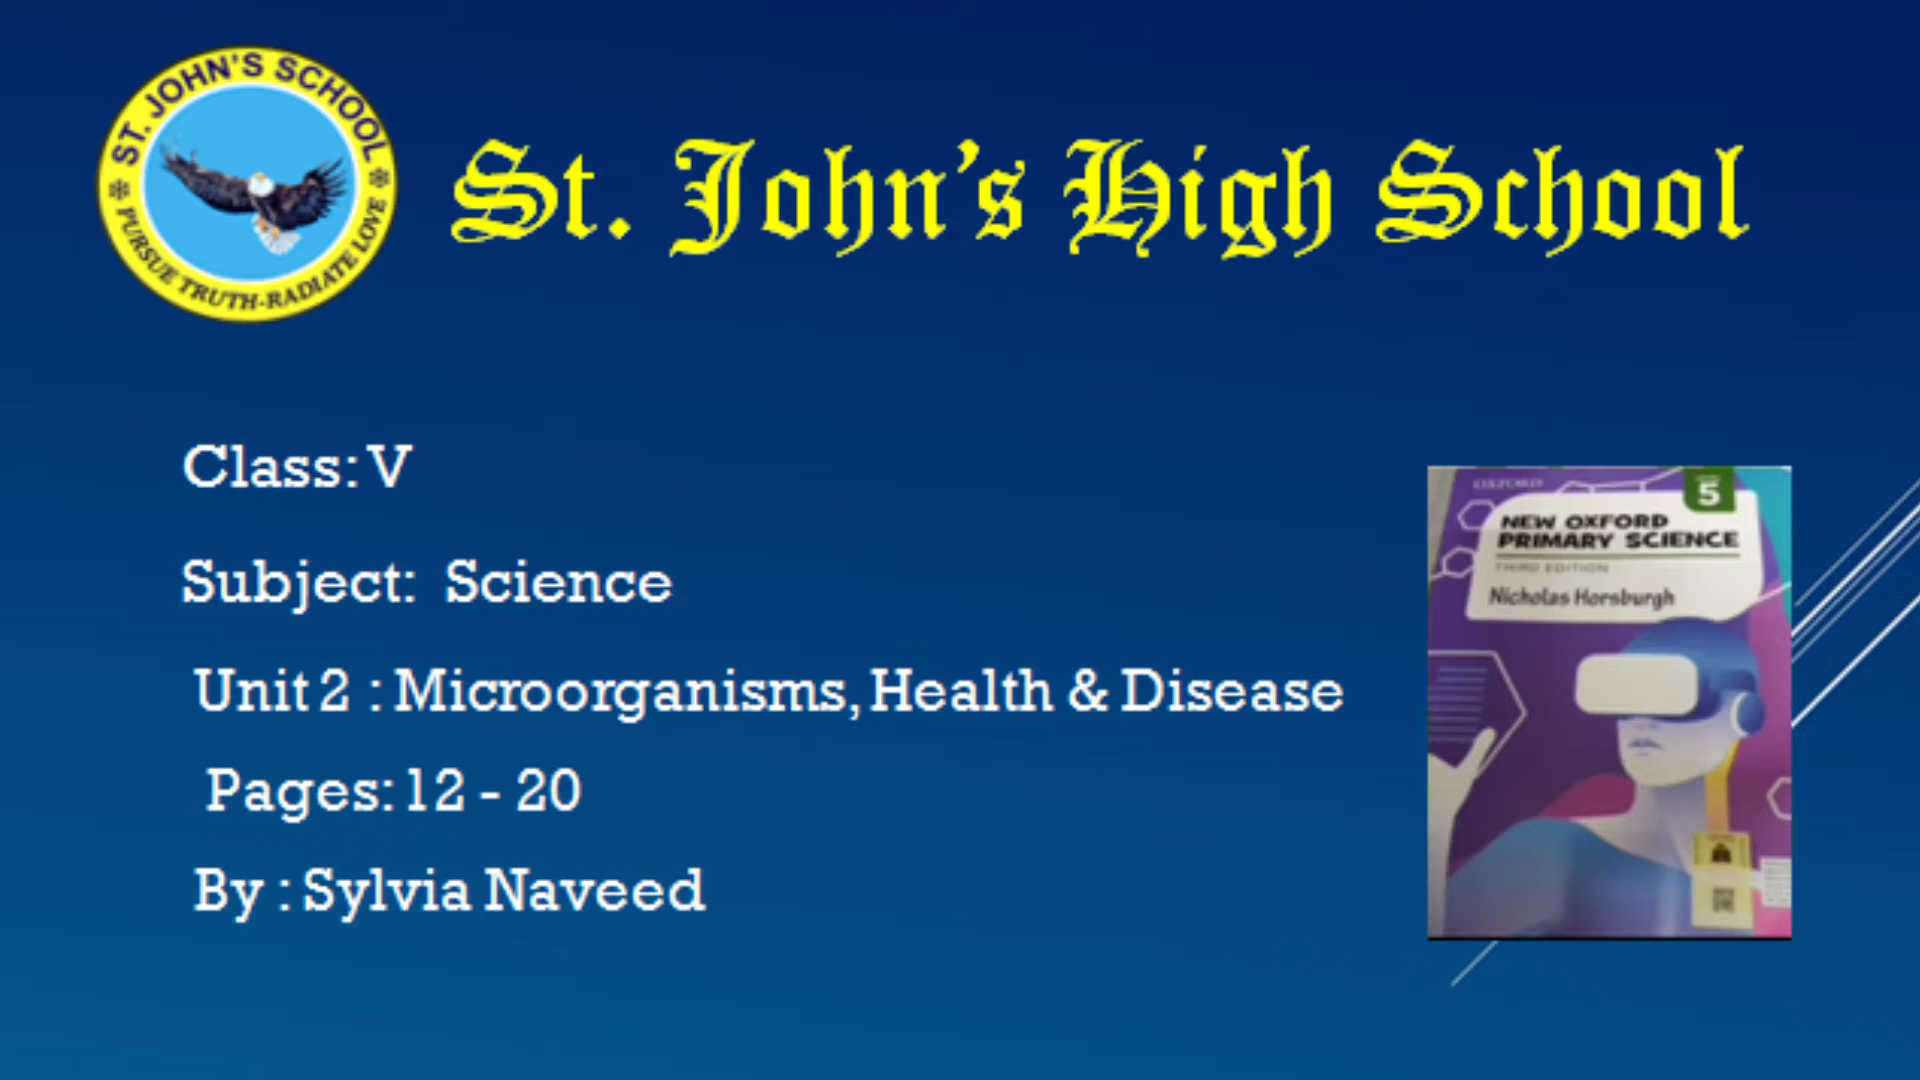 ST. JOHN'S SCHOOL
PURSUE TRUTH-RADIATE LOVE
St. John's High School
Class: V
Subject: Science
Unit 2 : Microorganisms, Health & Disease
Pages: 12 - 20
By : Sylvia Naveed
OXFORD
5
NEW OXFORD
PRIMARY SCIENCE
THIRD EDITION
Nicholas Horsburgh